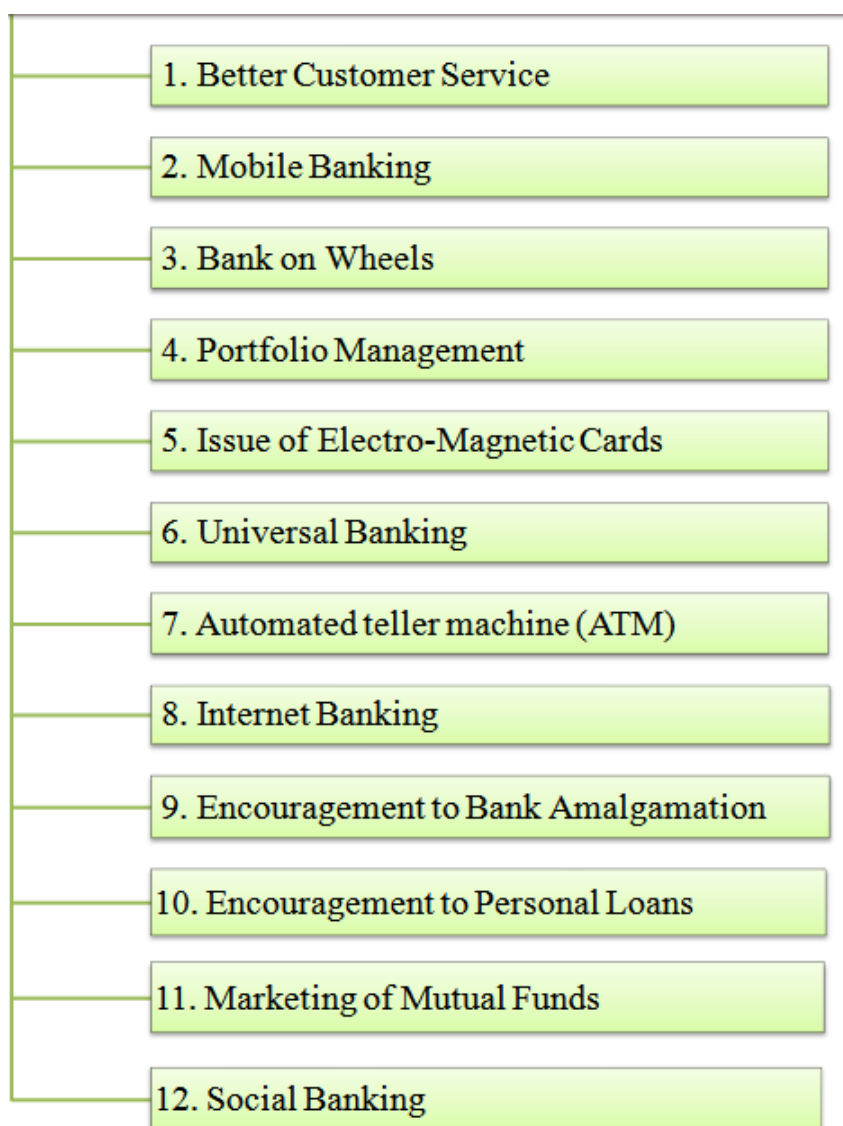 1. Better Customer Service
2. Mobile Banking
3. Bank on Wheels
4. Portfolio Management
5. Issue of Electro-Magnetic Cards
6. Universal Banking
7. Automated teller machine (ATM)
8. Internet Banking
9. Encouragement to Bank Amalgamation
10. Encouragement to Personal Loans
11. Marketing of Mutual Funds
12. Social Banking